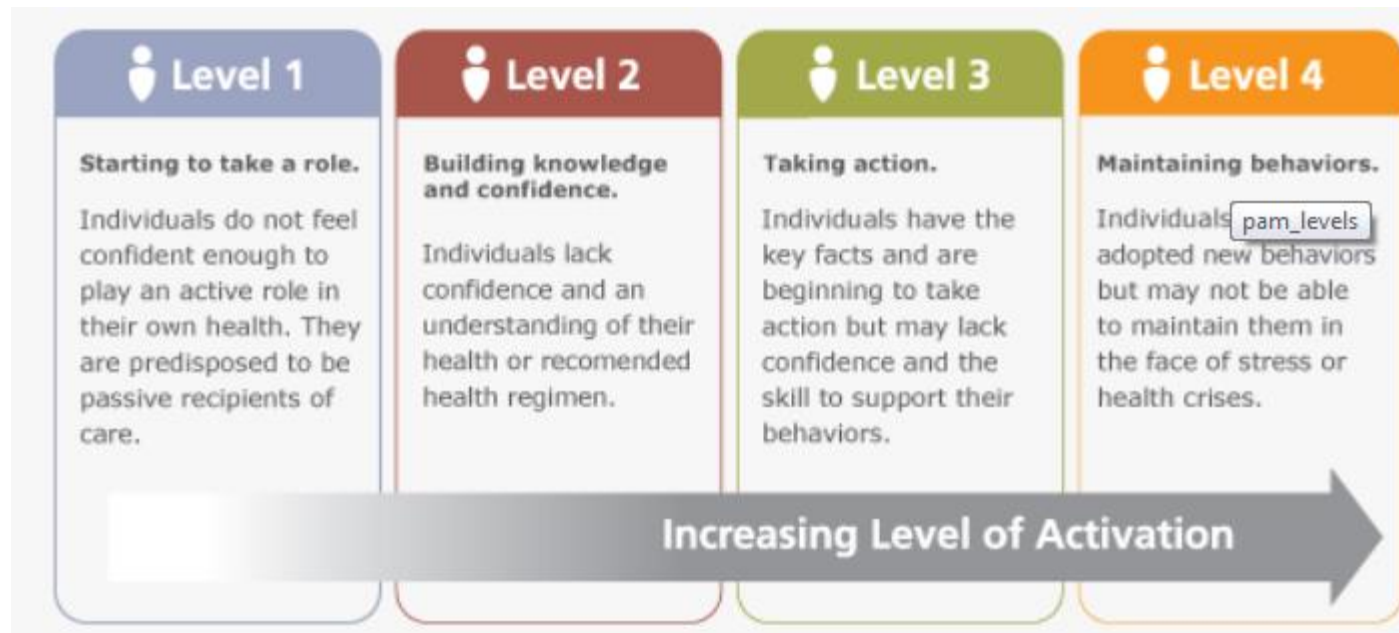 Level 1
Starting to take a role.
Individuals do not feel
confident enough to
play an active role in
their own health. They
are predisposed to be
passive recipients of
care.
Level 2
Building knowledge
and confidence.
Individuals lack
confidence and an
understanding of their
health or recomended
health regimen.
Level 3
Taking action.
Individuals have the
key facts and are
beginning to take
action but may lack
confidence and the
skill to support their
behaviors.
Level 4
Maintaining behaviors.
Individuals
pam_levels
adopted new behaviors
but may not be able
to maintain them in
the face of stress or
health crises.
Increasing Level of Activation